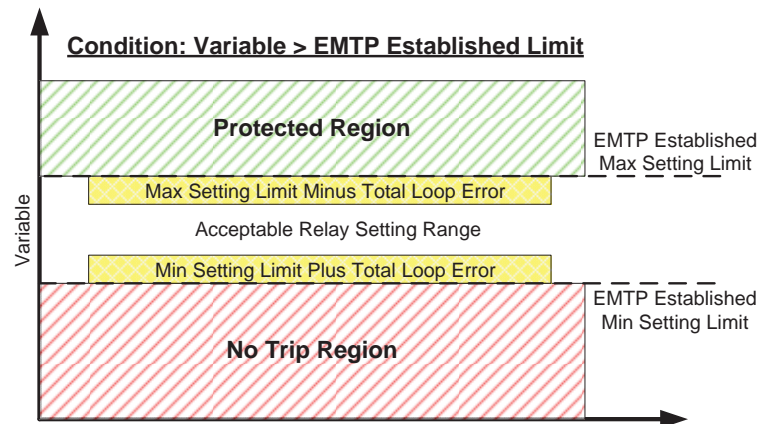 Condition: Variable > EMTP Established Limit
Protected Region
EMTP Established
Max Setting Limit
Max Setting Limit Minus Total Loop Error
Variable
Acceptable Relay Setting Range
Min Setting Limit Plus Total Loop Error
EMTP Established
Min Setting Limit
No Trip Region